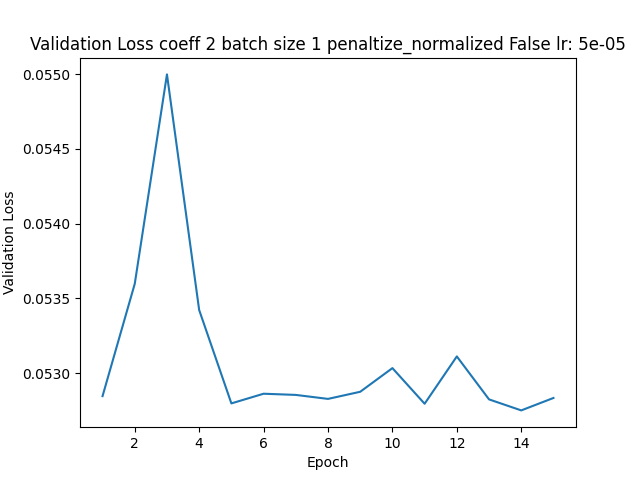 Validation Loss coeff 2 batch size 1 penaltize_normalized False lr: 5e-05
0.0550
0.0545
0.0540
0.0535
0.0530
Validation Loss
2 4 6 8 10 12 14
Epoch